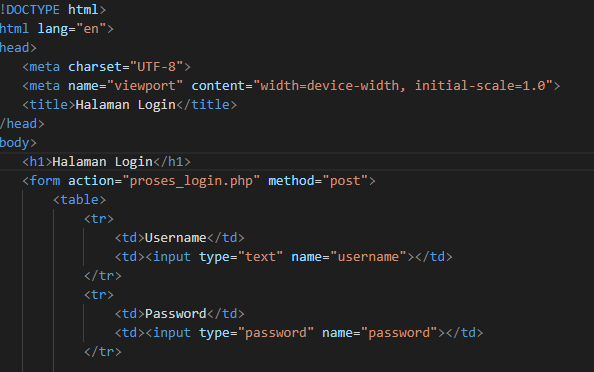 !DOCTYPE html>
html lang="en">
head>
<meta charset="UTF-8">
<meta name="viewport" content="width=device-width, initial-scale=1.0">
<title>Halaman Login</title>
/head>
body>
<h1>Halaman Login</h1>
<form action="proses_login.php" method="post">
<table>
<tr>
<td>Username</td>
<td><input type="text" name="username"></td>
</tr>
<tr>
<td>Password</td>
<td><input type="password" name="password"></td>
</tr>